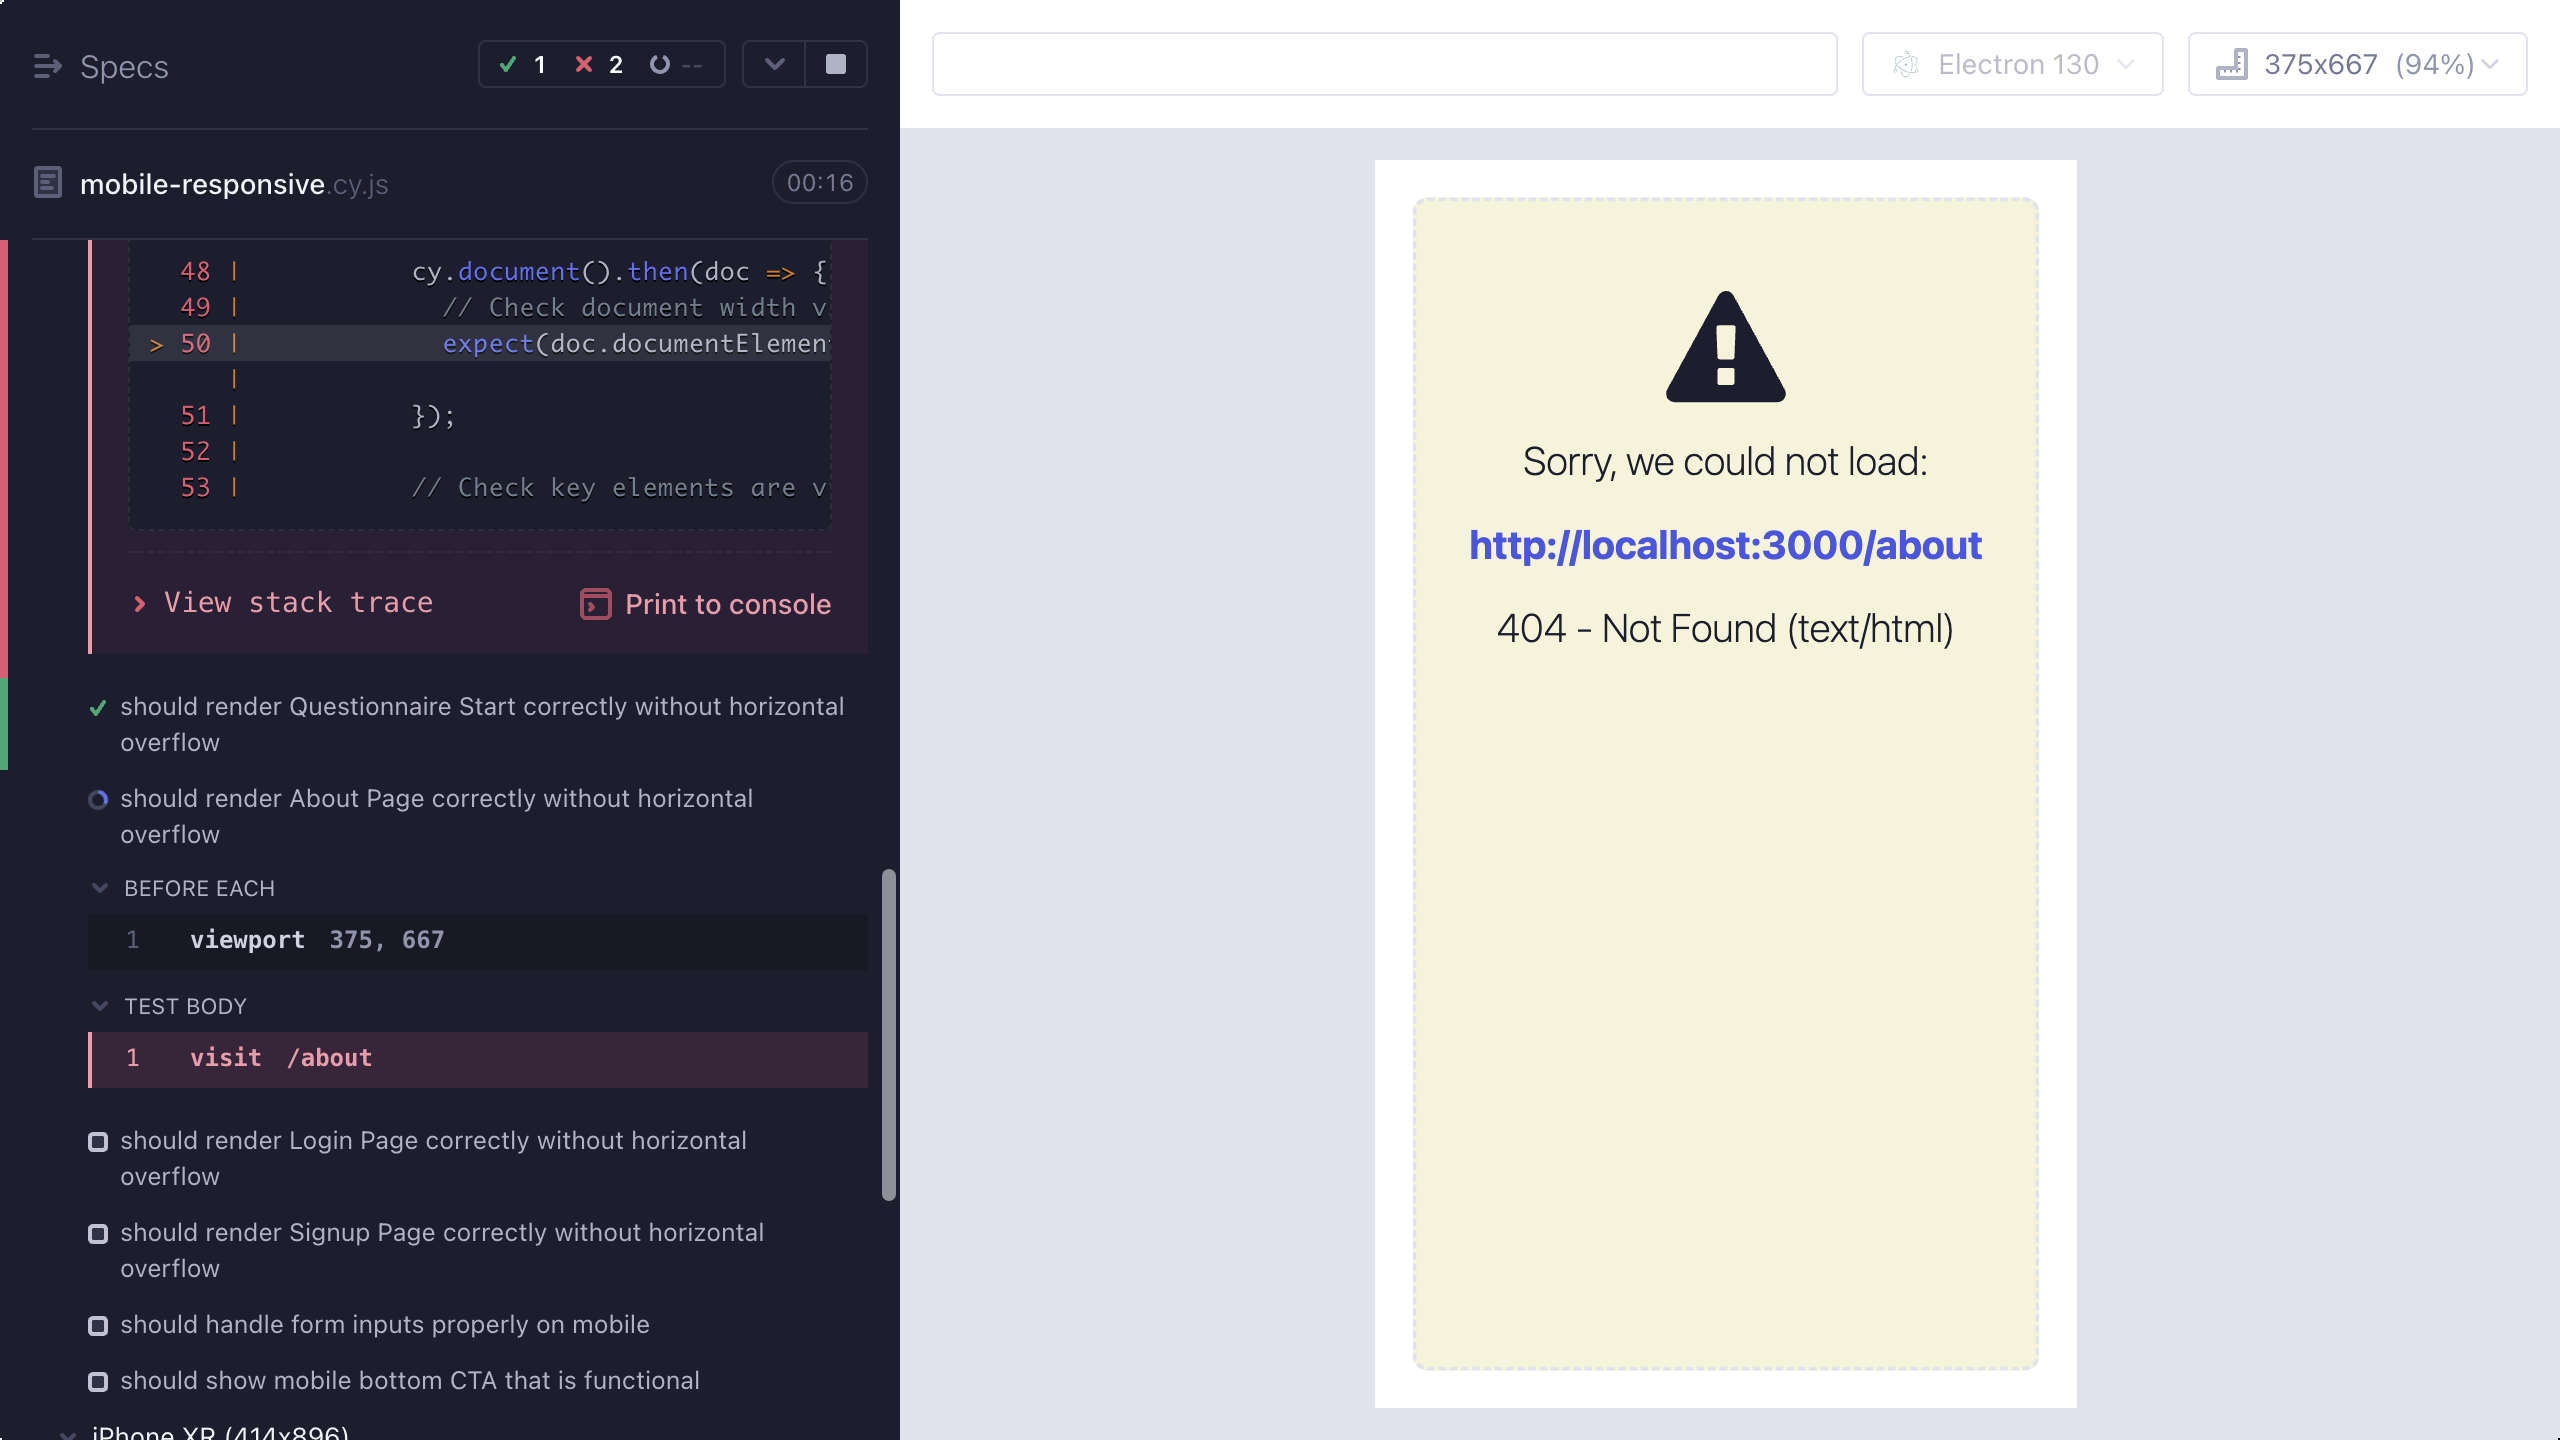 Specs
1
2
--
mobile-responsive.cy.js
00:16
48 | cy.document().then(doc => {
49 | // Check document width v
> 50 | expect(doc.documentElemen
|
51 | });
52 |
53 | // Check key elements are v
View stack trace
Print to console
should render Questionnaire Start correctly without horizontal
overflow
should render About Page correctly without horizontal
overflow
BEFORE EACH
1 viewport 375, 667
TEST BODY
1 visit /about
should render Login Page correctly without horizontal
overflow
should render Signup Page correctly without horizontal
overflow
should handle form inputs properly on mobile
should show mobile bottom CTA that is functional
iPhone XR (414x896)
Electron 130
375x667 (94%)
Sorry, we could not load:
http://localhost:3000/about
404 - Not Found (text/html)